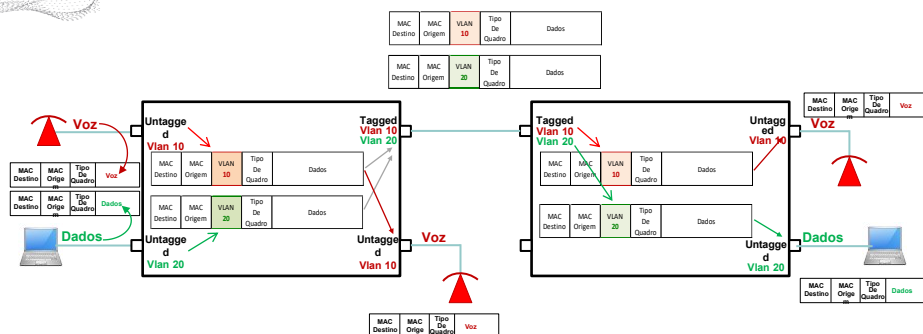 MAC Destino
MAC Origem
VLAN 10
Tipo De Quadro
Dados
MAC Destino
MAC Origem
VLAN 20
Tipo De Quadro
Dados
Voz
Untagged
Vlan 10
Tagged
Vlan 10
Vlan 20
MAC Destino
MAC Origem
VLAN 10
Tipo De Quadro
Dados
MAC Destino
MAC Origem
VLAN 20
Tipo De Quadro
Dados
MAC Destino
MAC Origem
Tipo De Quadro
Voz
MAC Destino
MAC Origem
Tipo De Quadro
Dados
Dados
Untagged
Vlan 20
Untagged
Vlan 10
Voz
MAC Destino
MAC Origem
Tipo De Quadro
Voz
Tagged
Vlan 10
Vlan 20
Untagged
Vlan 10
Voz
MAC Destino
MAC Origem
Tipo De Quadro
Voz
MAC Destino
MAC Origem
VLAN 10
Tipo De Quadro
Dados
MAC Destino
MAC Origem
VLAN 20
Tipo De Quadro
Dados
Untagged
Vlan 20
Dados
MAC Destino
MAC Origem
Tipo De Quadro
Dados